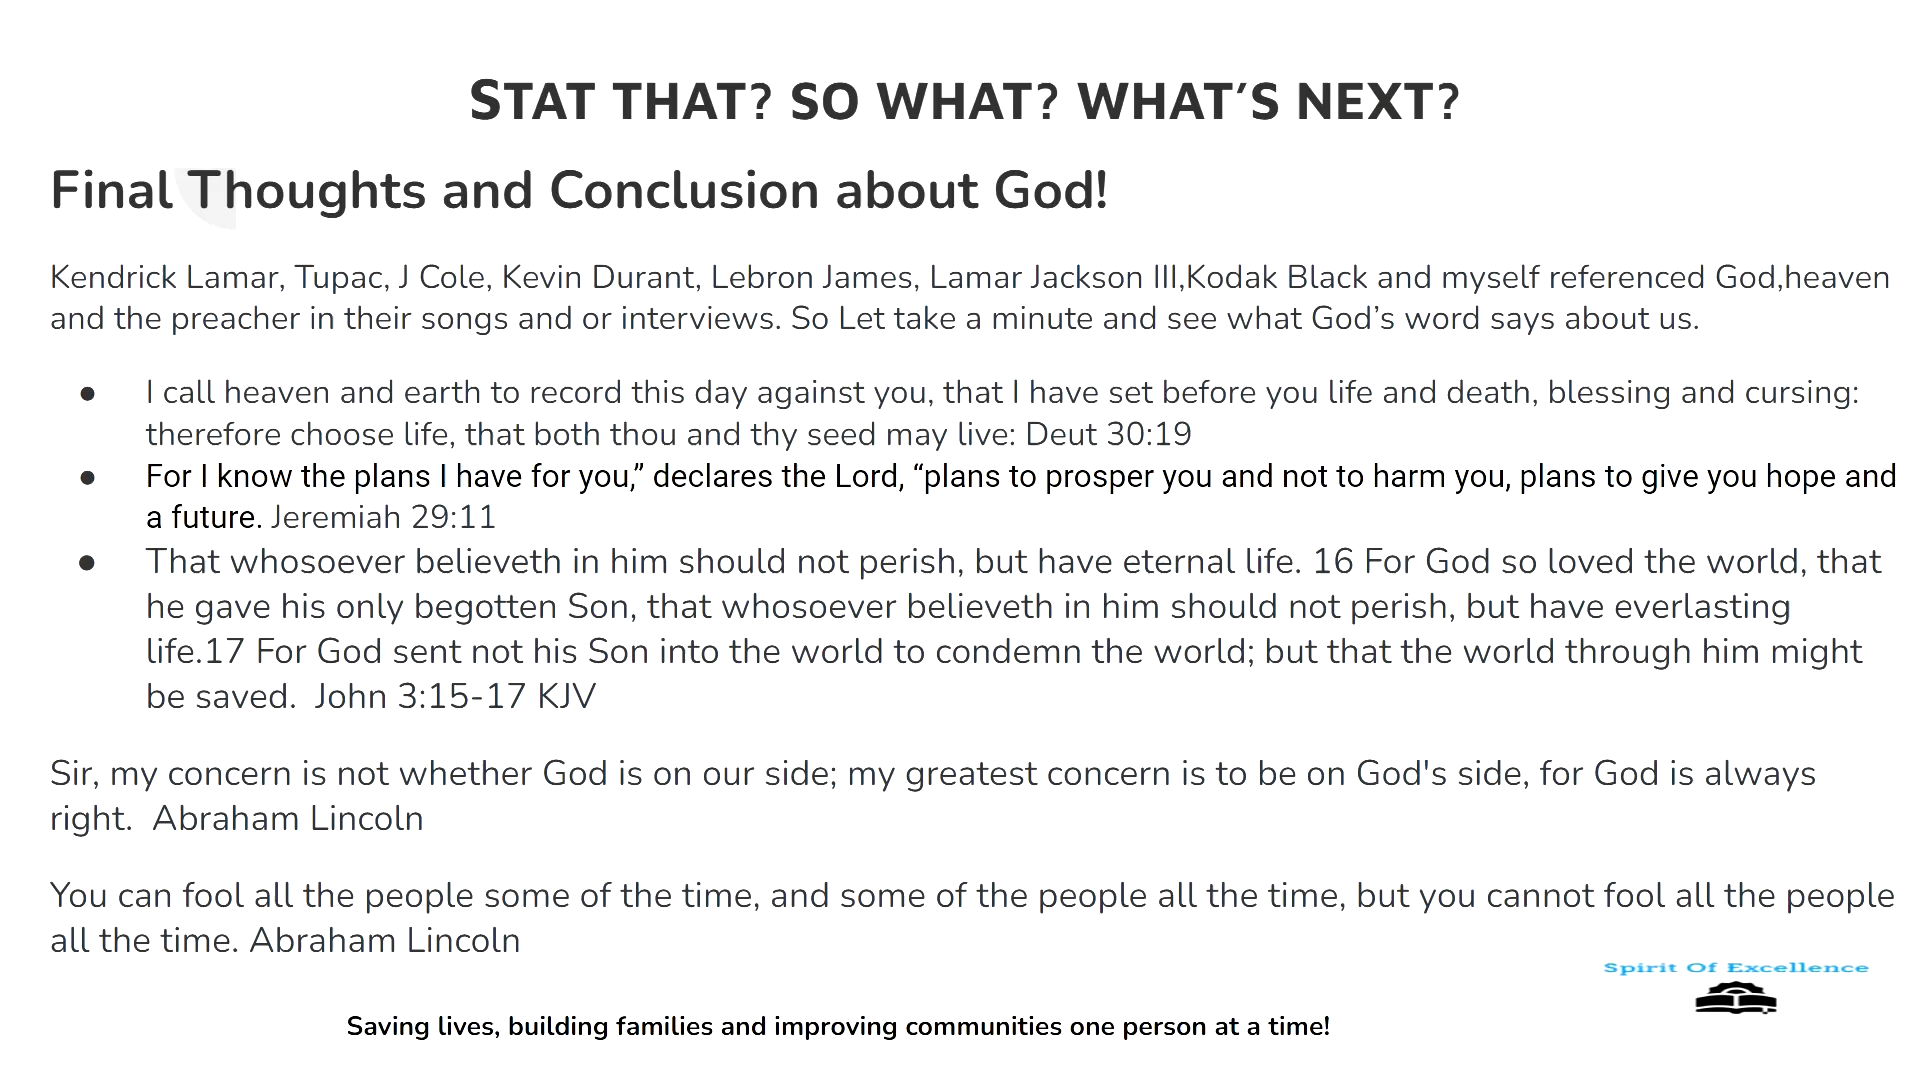 STAT THAT? SO WHAT? WHAT’S NEXT?
Final Thoughts and Conclusion about God!
Kendrick Lamar, Tupac, J Cole, Kevin Durant, Lebron James, Lamar Jackson III,Kodak Black and myself referenced God,heaven
and the preacher in their songs and or interviews. So Let take a minute and see what God’s word says about us.
● I call heaven and earth to record this day against you, that I have set before you life and death, blessing and cursing:
therefore choose life, that both thou and thy seed may live: Deut 30:19
● For I know the plans I have for you,” declares the Lord, “plans to prosper you and not to harm you, plans to give you hope and
a future. Jeremiah 29:11
● That whosoever believeth in him should not perish, but have eternal life. 16 For God so loved the world, that
he gave his only begotten Son, that whosoever believeth in him should not perish, but have everlasting
life.17 For God sent not his Son into the world to condemn the world; but that the world through him might
be saved.  John 3:15-17 KJV
Sir, my concern is not whether God is on our side; my greatest concern is to be on God's side, for God is always
right.  Abraham Lincoln
You can fool all the people some of the time, and some of the people all the time, but you cannot fool all the people
all the time. Abraham Lincoln
Spirit Of Excellence
Saving lives, building families and improving communities one person at a time!